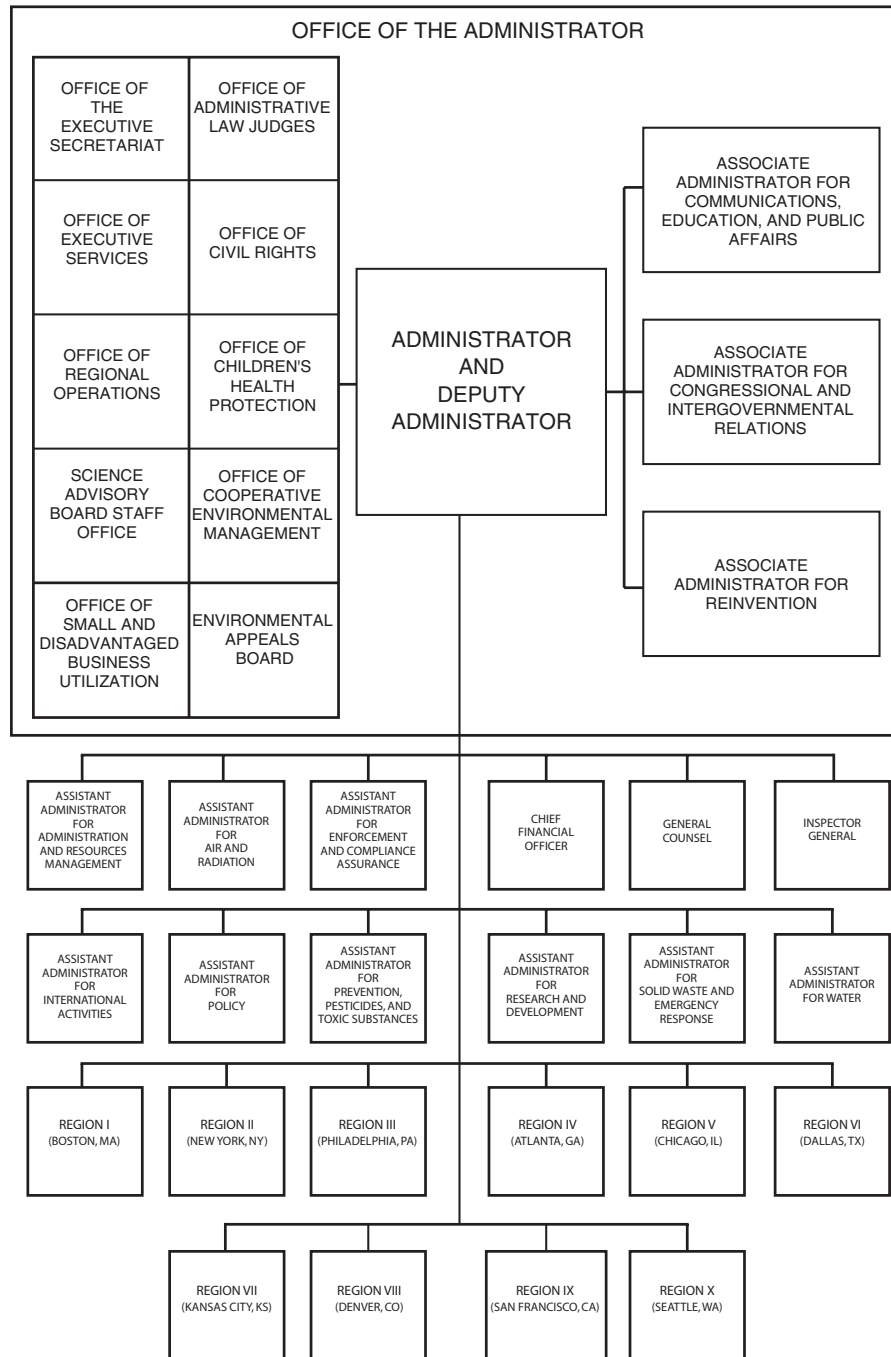 OFFICE OF THE ADMINISTRATOR
OFFICE OF
THE
EXECUTIVE
SECRETARIAT
OFFICE OF
ADMINISTRATIVE
LAW JUDGES
OFFICE OF
EXECUTIVE
SERVICES
OFFICE OF
CIVIL RIGHTS
OFFICE OF
REGIONAL
OPERATIONS
OFFICE OF
CHILDREN'S
HEALTH
PROTECTION
SCIENCE
ADVISORY
BOARD STAFF
OFFICE
OFFICE OF
COOPERATIVE
ENVIRONMENTAL
MANAGEMENT
OFFICE OF
SMALL AND
DISADVANTAGED
BUSINESS
UTILIZATION
ENVIRONMENTAL
APPEALS
BOARD
ADMINISTRATOR
AND
DEPUTY
ADMINISTRATOR
ASSOCIATE
ADMINISTRATOR FOR
COMMUNICATIONS,
EDUCATION, AND PUBLIC
AFFAIRS
ASSOCIATE
ADMINISTRATOR FOR
CONGRESSIONAL AND
INTERGOVERNMENTAL
RELATIONS
ASSOCIATE
ADMINISTRATOR FOR
REINVENTION
ASSISTANT
ADMINISTRATOR
FOR
ADMINISTRATION
AND RESOURCES
MANAGEMENT
ASSISTANT
ADMINISTRATOR
FOR
AIR AND
RADIATION
ASSISTANT
ADMINISTRATOR
FOR
ENFORCEMENT
AND COMPLIANCE
ASSURANCE
CHIEF
FINANCIAL
OFFICER
GENERAL
COUNSEL
INSPECTOR
GENERAL
ASSISTANT
ADMINISTRATOR
FOR
INTERNATIONAL
ACTIVITIES
ASSISTANT
ADMINISTRATOR
FOR
POLICY
ASSISTANT
ADMINISTRATOR
FOR
PREVENTION,
PESTICIDES, AND
TOXIC SUBSTANCES
ASSISTANT
ADMINISTRATOR
FOR
RESEARCH AND
DEVELOPMENT
ASSISTANT
ADMINISTRATOR
FOR
SOLID WASTE AND
EMERGENCY
RESPONSE
ASSISTANT
ADMINISTRATOR
FOR WATER
REGION I
(BOSTON, MA)
REGION II
(NEW YORK, NY)
REGION III
(PHILADELPHIA, PA)
REGION IV
(ATLANTA, GA)
REGION V
(CHICAGO, IL)
REGION VI
(DALLAS, TX)
REGION VII
(KANSAS CITY, KS)
REGION VIII
(DENVER, CO)
REGION IX
(SAN FRANCISCO, CA)
REGION X
(SEATTLE, WA)